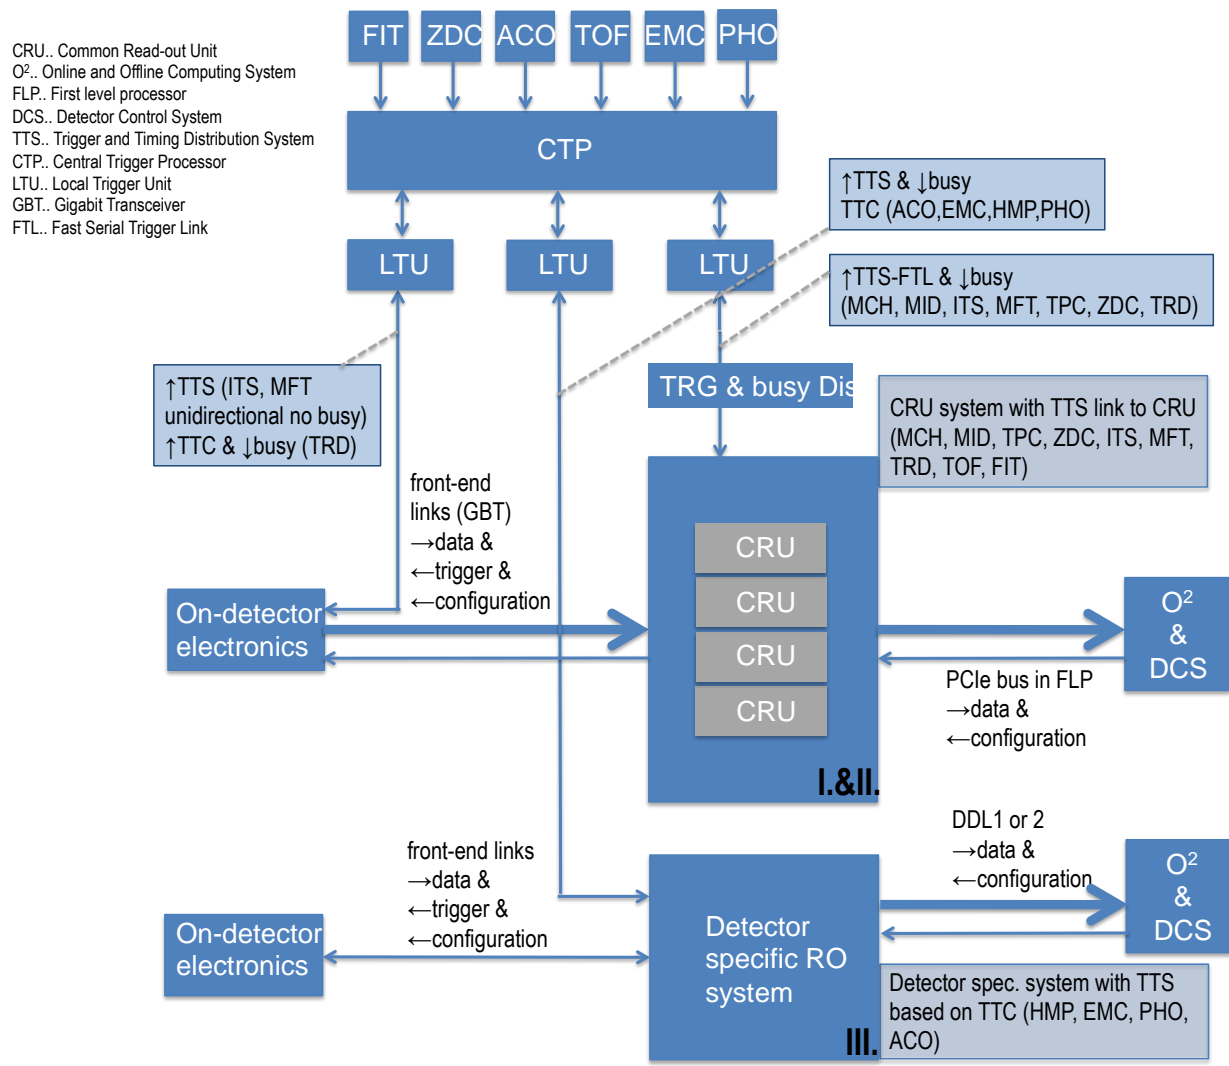 FIT ZDC ACO TOF EMC PHO
CRU.. Common Read-out Unit
O².. Online and Offline Computing System
FLP.. First level processor
DCS.. Detector Control System
TTS.. Trigger and Timing Distribution System
CTP.. Central Trigger Processor
LTU.. Local Trigger Unit
GBT.. Gigabit Transceiver
FTL.. Fast Serial Trigger Link
CTP
↑TTS & ↓busy
TTC (ACO,EMC,HMP,PHO)
LTU LTU LTU
↑TTS-FTL & ↓busy
(MCH, MID, ITS, MFT, TPC, ZDC, TRD)
↑TTS (ITS, MFT
unidirectional no busy)
↑TTC & ↓busy (TRD)
TRG & busy Dis
CRU system with TTS link to CRU
(MCH, MID, TPC, ZDC, ITS, MFT,
TRD, TOF, FIT)
front-end
links (GBT)
→data &
←trigger &
←configuration
CRU
CRU
CRU
CRU
I.&II.
On-detector
electronics
O²
&
DCS
PCIe bus in FLP
→data &
←configuration
DDL1 or 2
→data &
←configuration
front-end links
→data &
←trigger &
←configuration
On-detector
electronics
Detector
specific RO
system
III.
O²
&
DCS
Detector spec. system with TTS
based on TTC (HMP, EMC, PHO,
ACO)